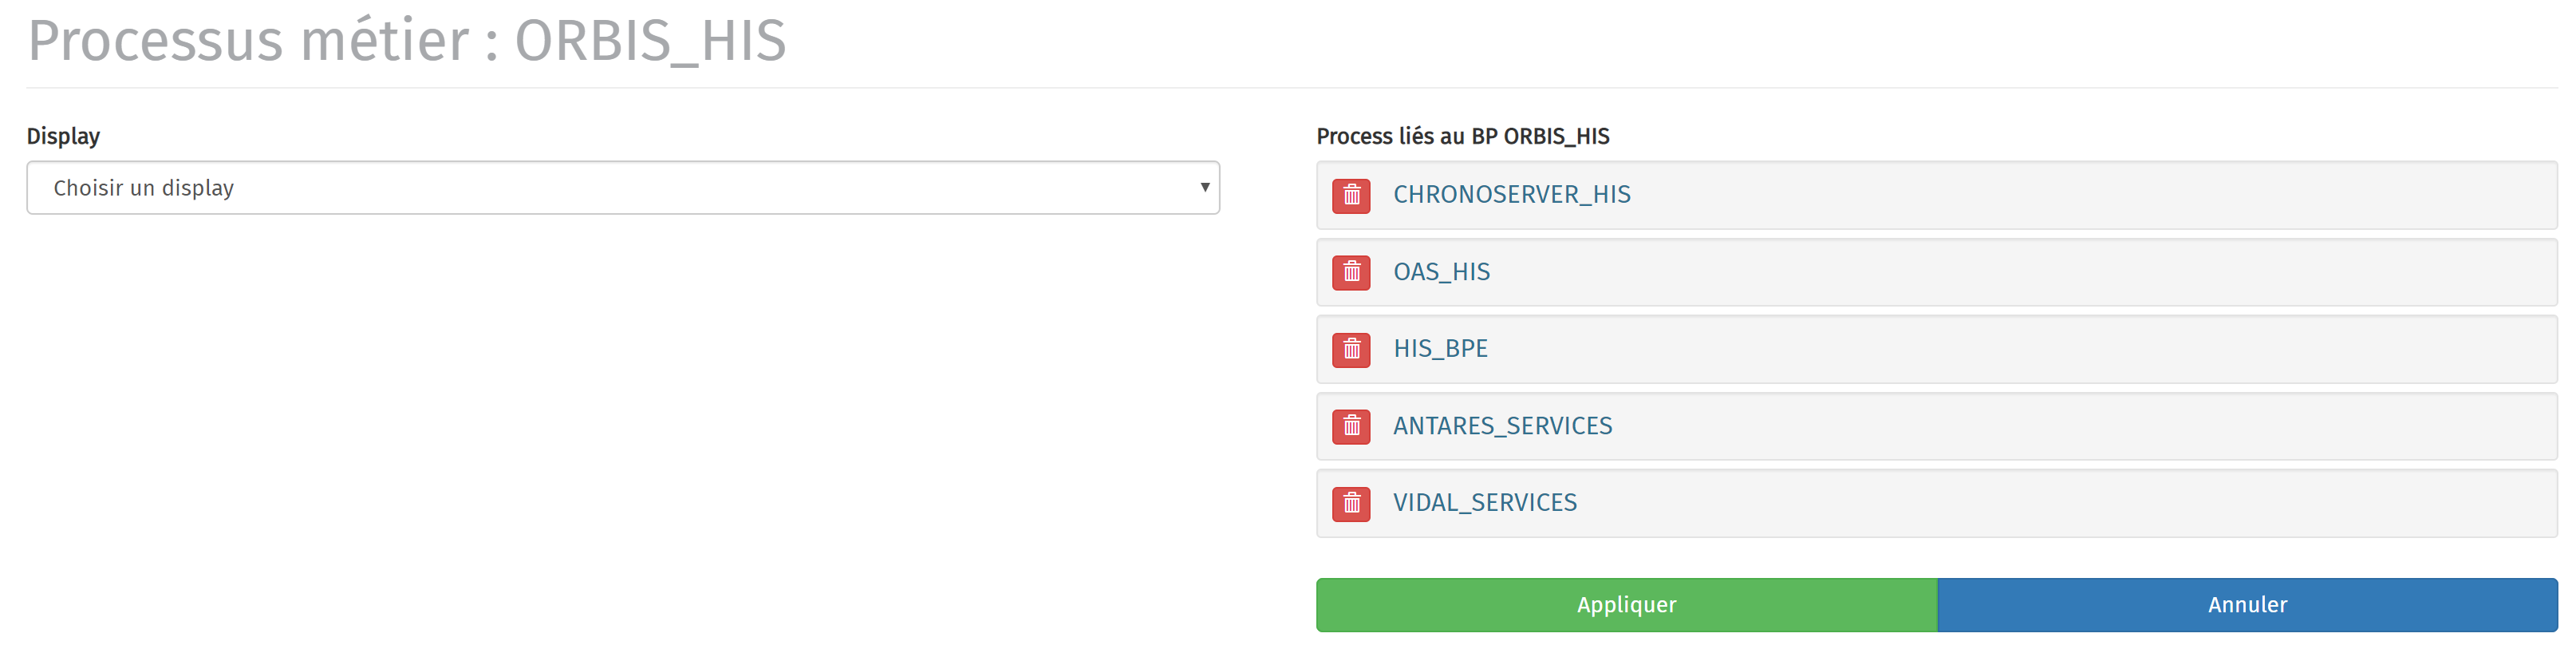 Processus métier : ORBIS_HIS
Display
Choisir un display
Process liés au BP ORBIS_HIS
CHRONOSERVER_HIS
OAS_HIS
HIS_BPE
ANTARES_SERVICES
VIDAL_SERVICES
Appliquer
Annuler